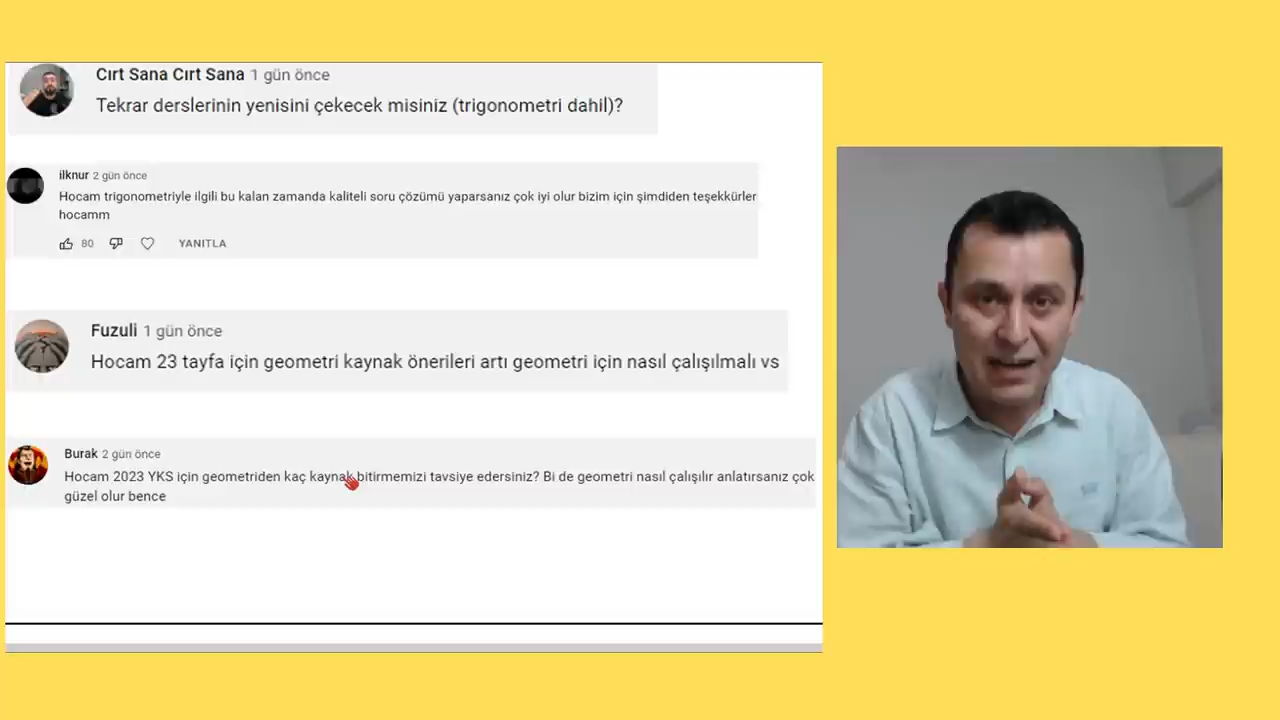 Cırt Sana Cırt Sana 1 gün önce
Tekrar derslerinin yenisini çekecek misiniz (trigonometri dahil)?
ilknur 2 gün önce
Hocam trigonometriyle ilgili bu kalan zamanda kaliteli soru çözümü yaparsanız çok iyi olur bizim için şimdiden teşekkürler
hocamm
80 YANITLA
Fuzuli 1 gün önce
Hocam 23 tayfa için geometri kaynak önerileri artı geometri için nasıl çalışılmalı vs
Burak 2 gün önce
Hocam 2023 YKS için geometriden kaç kaynak bitirmemizi tavsiye edersiniz? Bi de geometri nasıl çalışılır anlatırsanız çok
güzel olur bence